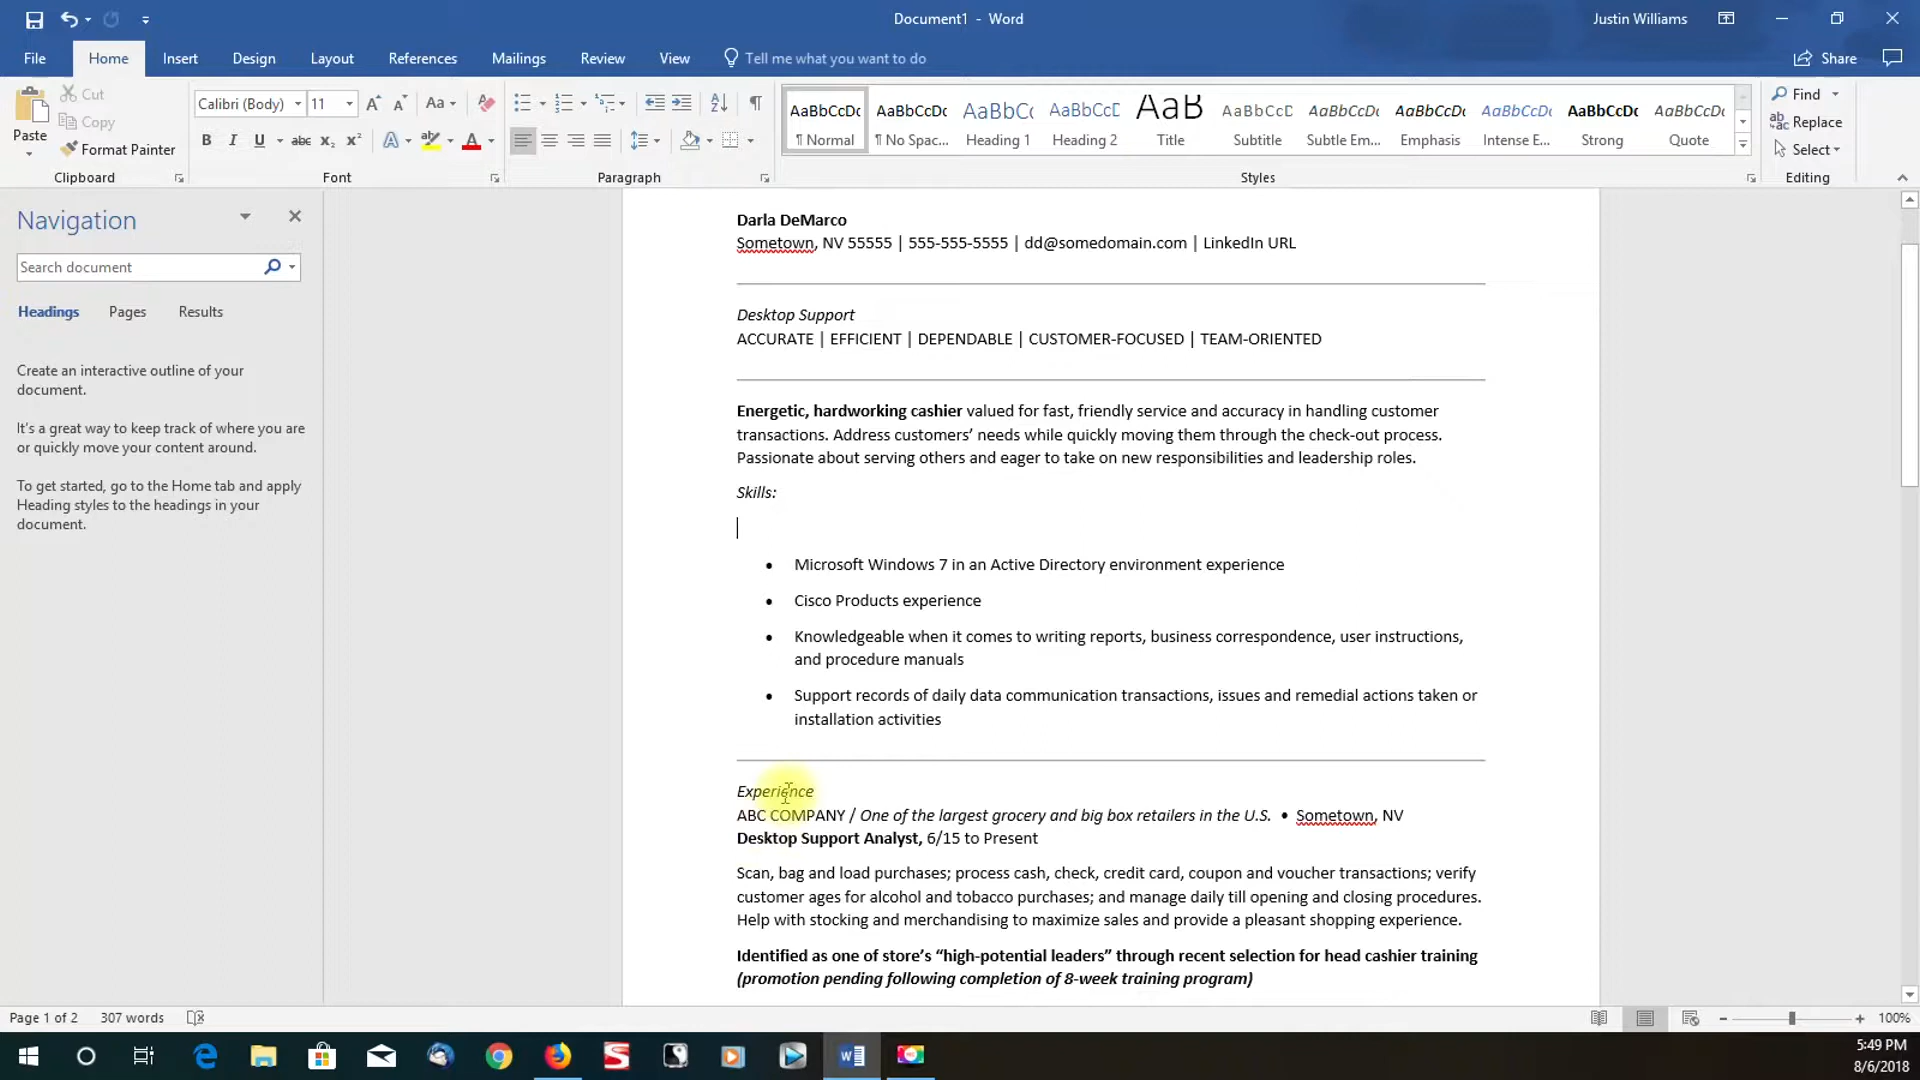 Document1 - Word
Justin Williams
File
Home
Insert
Design
Layout
References
Mailings
Review
View
Tell me what you want to do
Share
Paste
Cut
Copy
Format Painter
Clipboard
Calibri (Body)
11
Aa
B I U abc x₂ x²
Font
Paragraph
AaBbCcDc
¶ Normal
AaBbCcDc
¶ No Spac...
AaBbCc
Heading 1
AaBbCcD
Heading 2
AaB
Title
AaBbCcD
Subtitle
AaBbCcDc
Subtle Em...
AaBbCcDc
Emphasis
AaBbCcDc
Intense E...
AaBbCcDc
Strong
AaBbCcDc
Quote
Styles
Find
Replace
Select
Editing
Navigation
Search document
Headings
Pages
Results
Create an interactive outline of your
document.
It's a great way to keep track of where you are
or quickly move your content around.
To get started, go to the Home tab and apply
Heading styles to the headings in your
document.
Darla DeMarco
Sometown, NV 55555 | 555-555-5555 | dd@somedomain.com | LinkedIn URL
Desktop Support
ACCURATE | EFFICIENT | DEPENDABLE | CUSTOMER-FOCUSED | TEAM-ORIENTED
Energetic, hardworking cashier valued for fast, friendly service and accuracy in handling customer
transactions. Address customers’ needs while quickly moving them through the check-out process.
Passionate about serving others and eager to take on new responsibilities and leadership roles.
Skills:
• Microsoft Windows 7 in an Active Directory environment experience
• Cisco Products experience
• Knowledgeable when it comes to writing reports, business correspondence, user instructions,
and procedure manuals
• Support records of daily data communication transactions, issues and remedial actions taken or
installation activities
Experience
ABC COMPANY / One of the largest grocery and big box retailers in the U.S. • Sometown, NV
Desktop Support Analyst, 6/15 to Present
Scan, bag and load purchases; process cash, check, credit card, coupon and voucher transactions; verify
customer ages for alcohol and tobacco purchases; and manage daily till opening and closing procedures.
Help with stocking and merchandising to maximize sales and provide a pleasant shopping experience.
Identified as one of store’s “high-potential leaders” through recent selection for head cashier training
(promotion pending following completion of 8-week training program)
Page 1 of 2
307 words
100%
5:49 PM
8/6/2018